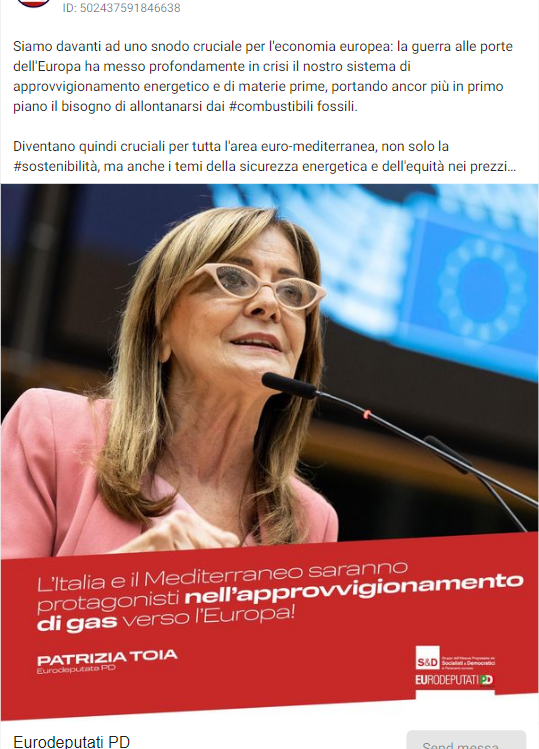 ID: 502437591846638
Siamo davanti ad uno snodo cruciale per l'economia europea: la guerra alle porte
dell'Europa ha messo profondamente in crisi il nostro sistema di
approvvigionamento energetico e di materie prime, portando ancor più in primo
piano il bisogno di allontanarsi dai #combustibili fossili.
Diventano quindi cruciali per tutta l'area euro-mediterranea, non solo la
#sostenibilità, ma anche i temi della sicurezza energetica e dell'equità nei prezzi...
L'Italia e il Mediterraneo saranno
protagonisti nell'approvvigionamento
di gas verso l'Europa!
PATRIZIA TOIA
Eurodeputata PD
S&D
Socialisti & Democratici
EURODEPUTATI PD
Eurodeputati PD
Send messa